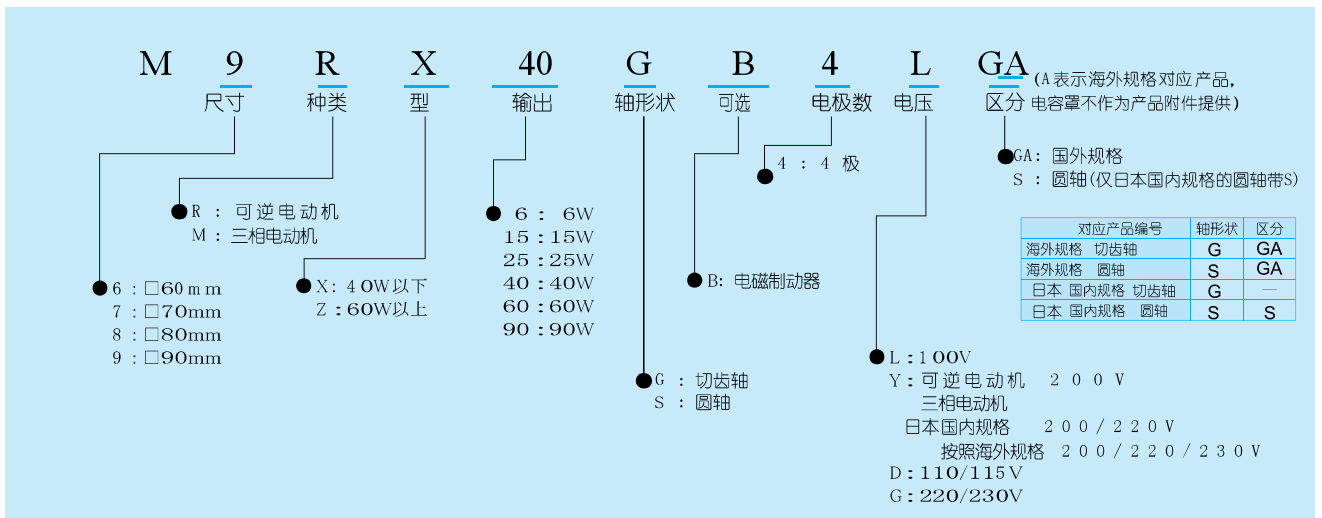 M 9 R X 40 G B 4 L GA (A表示海外规格对应产品,
尺寸 种类 型 输出 轴形状 可选 电极数 电压 区分 电容罩不作为产品附件提供)
4 : 4 极
GA: 国外规格
S : 圆轴(仅日本国内规格的圆轴带S)
R : 可逆电动机
M : 三相电动机
6 : 6W
15 : 15W
25 : 25W
40 : 40W
60 : 60W
90 : 90W
对应产品编号 轴形状 区分
海外规格 切齿轴 G GA
海外规格 圆轴 S GA
日本 国内规格 切齿轴 G —
日本 国内规格 圆轴 S S
6 : □60mm
7 : □70mm
8 : □80mm
9 : □90mm
X: 40W以下
Z : 60W以上
B: 电磁制动器
G : 切齿轴
S : 圆轴
L : 100V
Y : 可逆电动机 200V
三相电动机
日本国内规格 200/220V
按照海外规格 200/220/230V
D : 110/115V
G : 220/230V